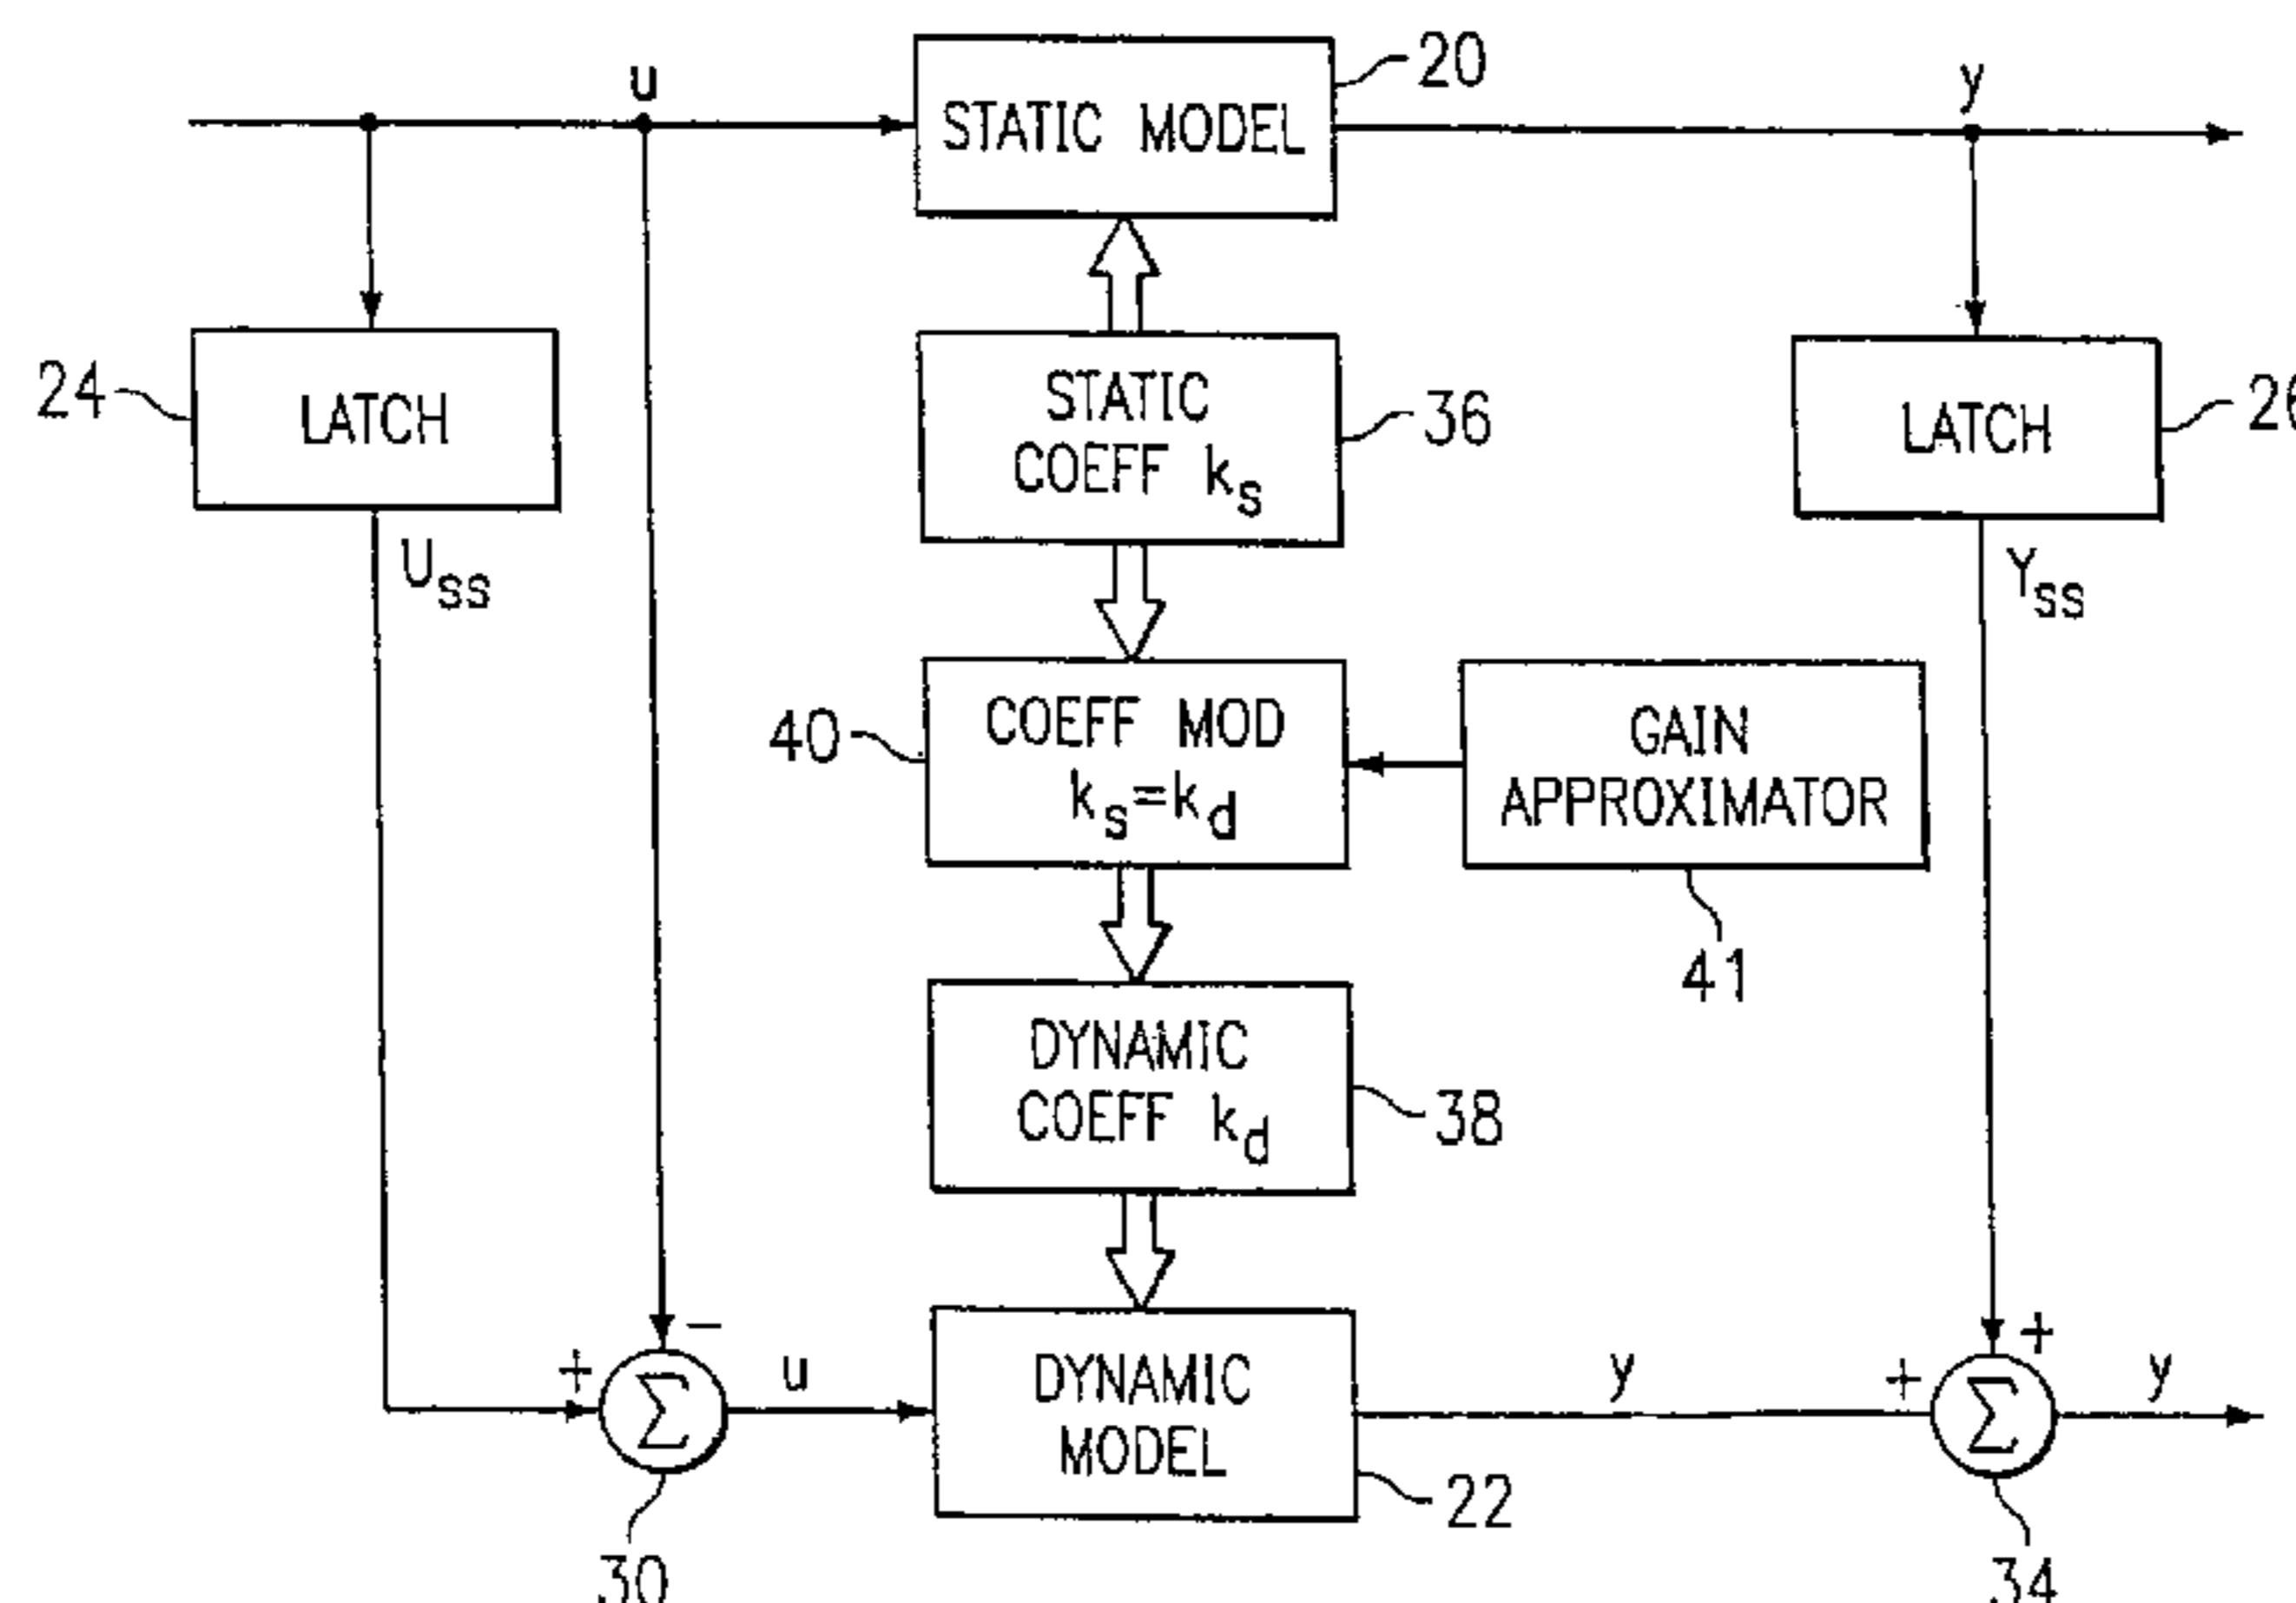 u
20
y
STATIC MODEL
24
LATCH
STATIC
COEFF ks
36
LATCH
Uss
Yss
40
COEFF MOD
ks=kd
GAIN
APPROXIMATOR
41
DYNAMIC
COEFF kd
38
−
+
+
Σ
u
DYNAMIC
MODEL
y
+
Σ
y
22
30
34